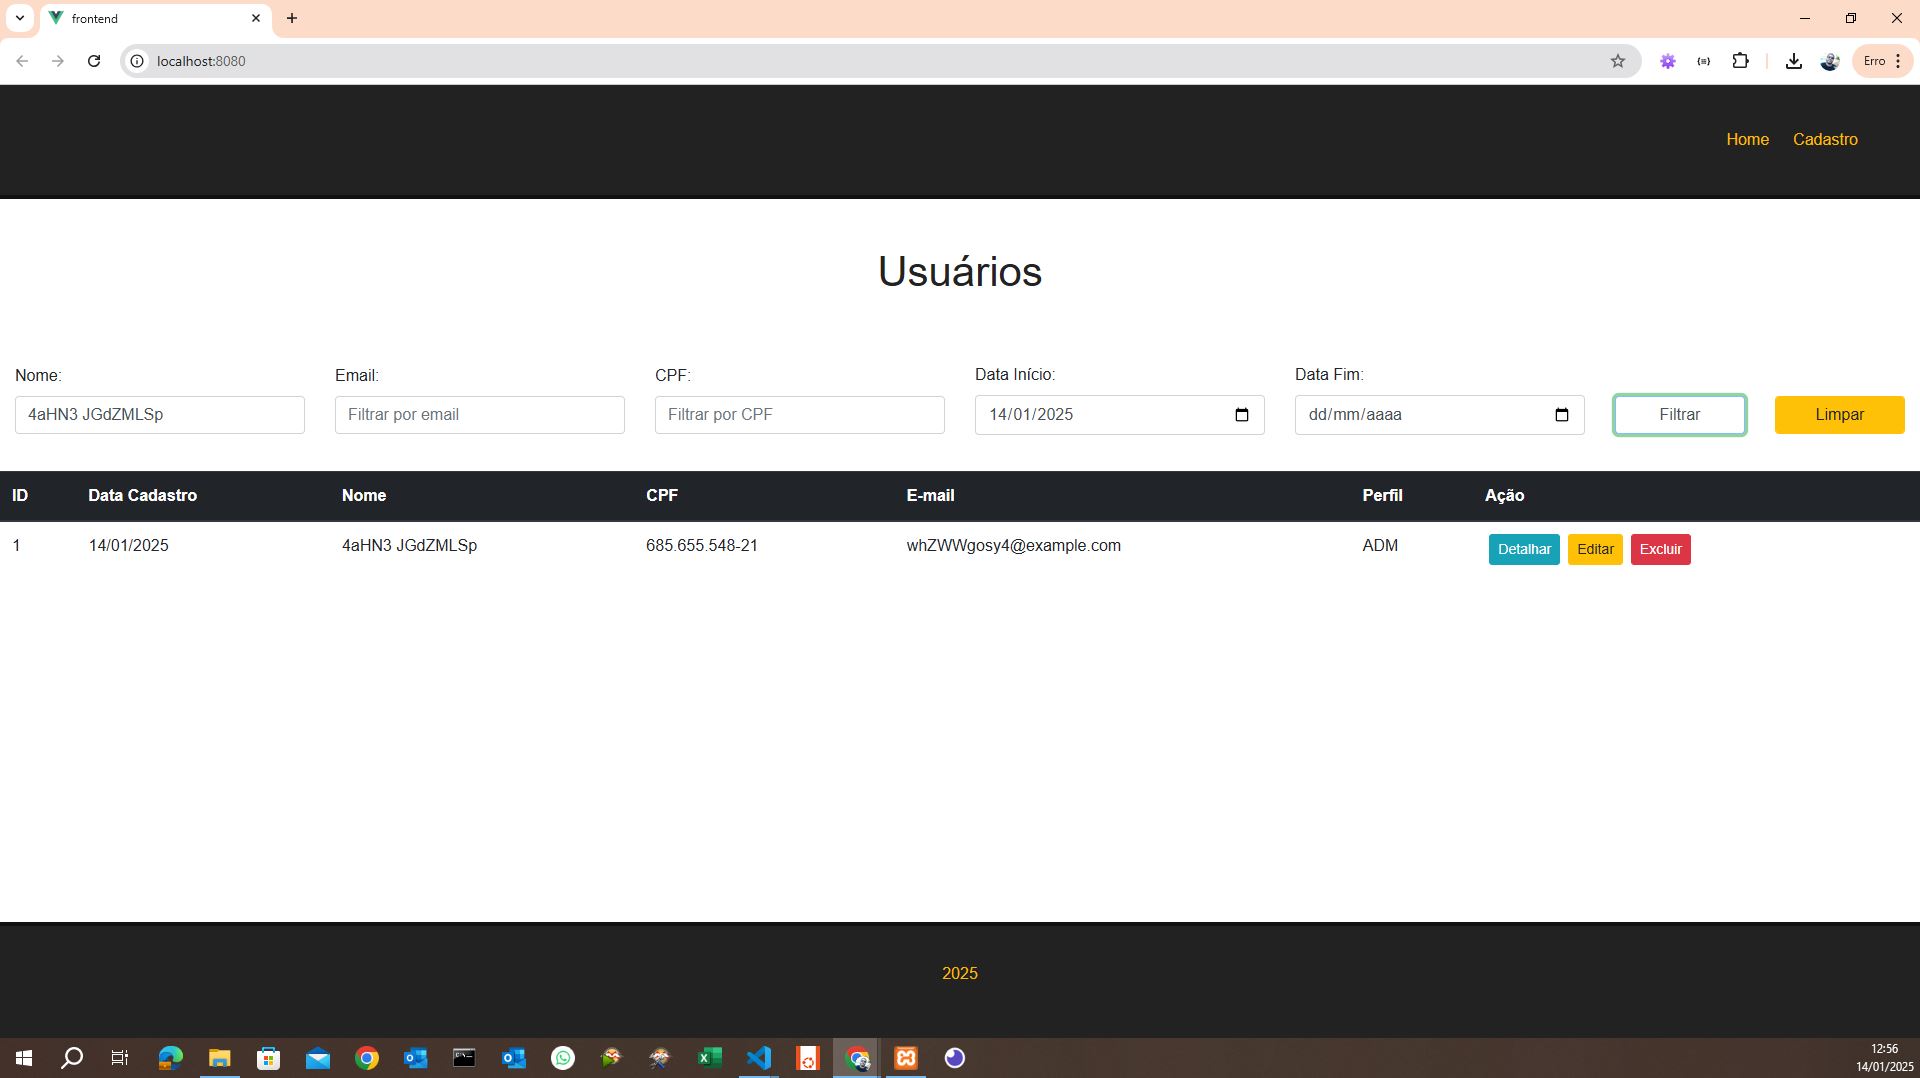 frontend
localhost:8080
Erro
Home Cadastro
Usuários
Nome: Email: CPF: Data Início: Data Fim:
4aHN3 JGdZMLSp Filtrar por email Filtrar por CPF 14/01/2025 dd/mm/aaaa Filtrar Limpar
ID Data Cadastro Nome CPF E-mail Perfil Ação
1 14/01/2025 4aHN3 JGdZMLSp 685.655.548-21 whZWWgosy4@example.com ADM Detalhar Editar Excluir
2025
12:56
14/01/2025